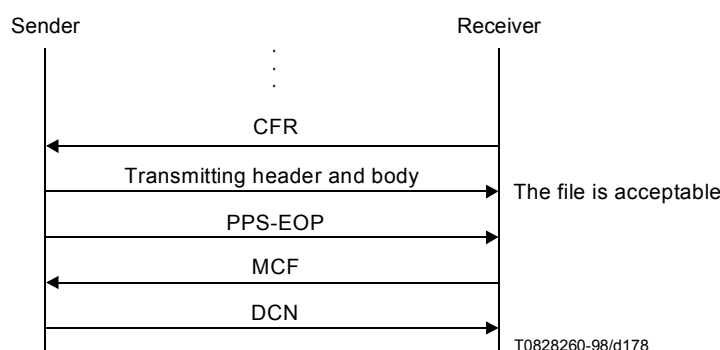 Sender
Receiver
.
.
.
CFR
Transmitting header and body
The file is acceptable
PPS-EOP
MCF
DCN
T0828260-98/d178